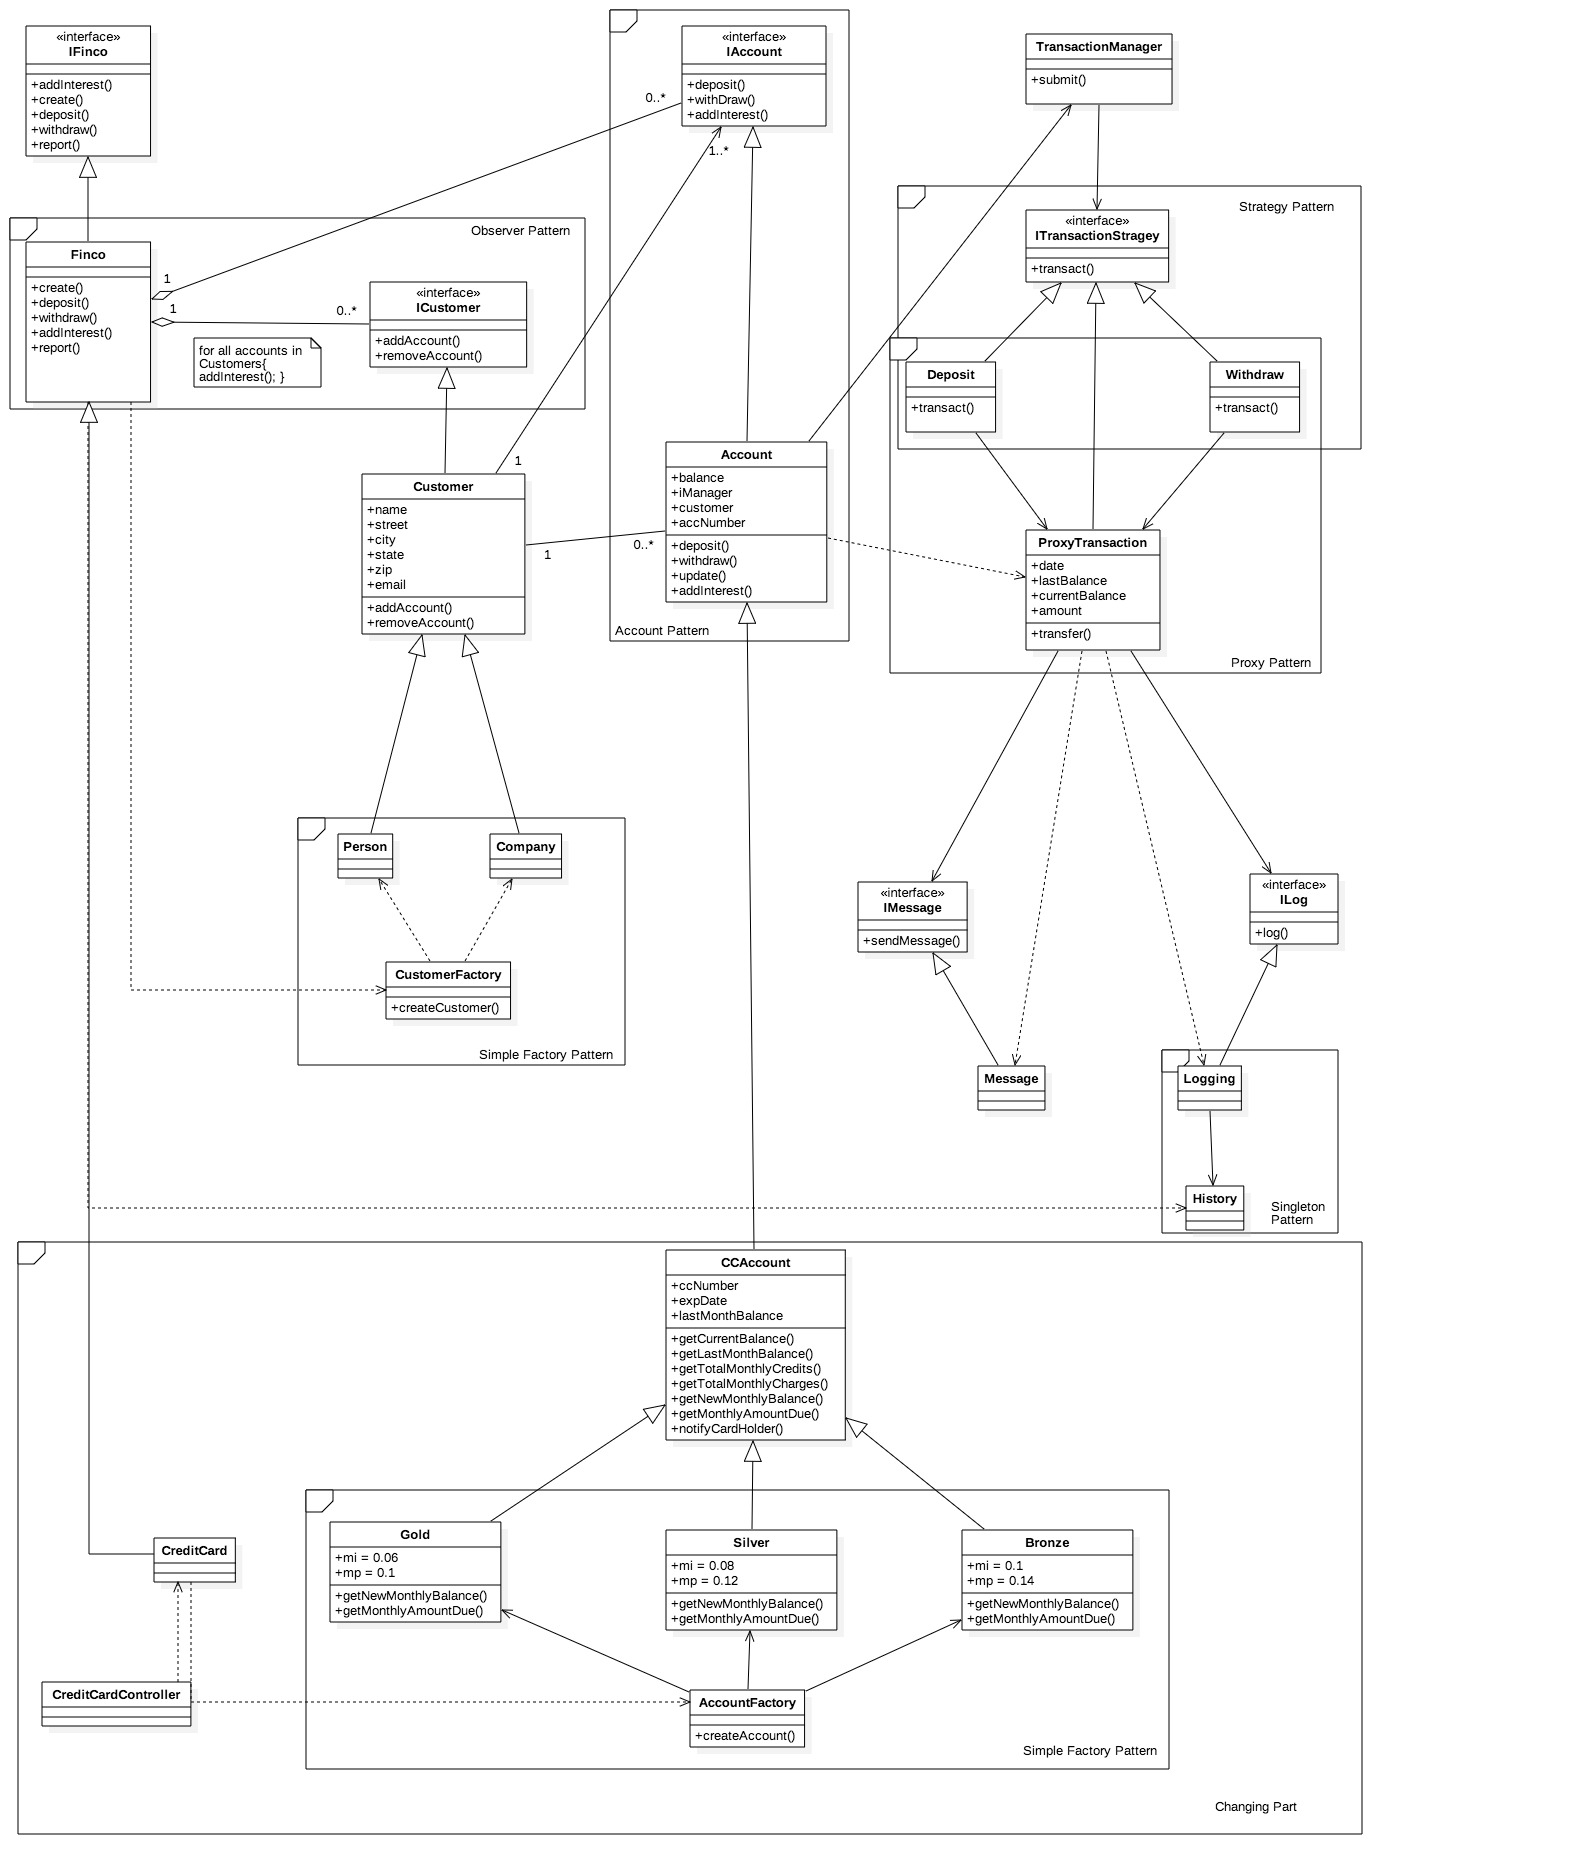 «interface»
IFinco
+addInterest()
+create()
+deposit()
+withdraw()
+report()
«interface»
IAccount
+deposit()
+withDraw()
+addInterest()
0..*
1..*
TransactionManager
+submit()
Strategy Pattern
«interface»
ITransactionStragey
+transact()
Observer Pattern
Finco
+create()
+deposit()
+withdraw()
+addInterest()
+report()
1
1
0..*
«interface»
ICustomer
+addAccount()
+removeAccount()
for all accounts in
Customers{
addInterest(); }
Deposit
+transact()
Withdraw
+transact()
1
Customer
+name
+street
+city
+state
+zip
+email
+addAccount()
+removeAccount()
1
0..*
Account
+balance
+iManager
+customer
+accNumber
+deposit()
+withdraw()
+update()
+addInterest()
Account Pattern
ProxyTransaction
+date
+lastBalance
+currentBalance
+amount
+transfer()
Proxy Pattern
Person
Company
CustomerFactory
+createCustomer()
Simple Factory Pattern
«interface»
IMessage
+sendMessage()
«interface»
ILog
+log()
Message
Logging
History
Singleton
Pattern
CCAccount
+ccNumber
+expDate
+lastMonthBalance
+getCurrentBalance()
+getLastMonthBalance()
+getTotalMonthlyCredits()
+getTotalMonthlyCharges()
+getNewMonthlyBalance()
+getMonthlyAmountDue()
+notifyCardHolder()
Gold
+mi = 0.06
+mp = 0.1
+getNewMonthlyBalance()
+getMonthlyAmountDue()
Silver
+mi = 0.08
+mp = 0.12
+getNewMonthlyBalance()
+getMonthlyAmountDue()
Bronze
+mi = 0.1
+mp = 0.14
+getNewMonthlyBalance()
+getMonthlyAmountDue()
CreditCard
CreditCardController
AccountFactory
+createAccount()
Simple Factory Pattern
Changing Part